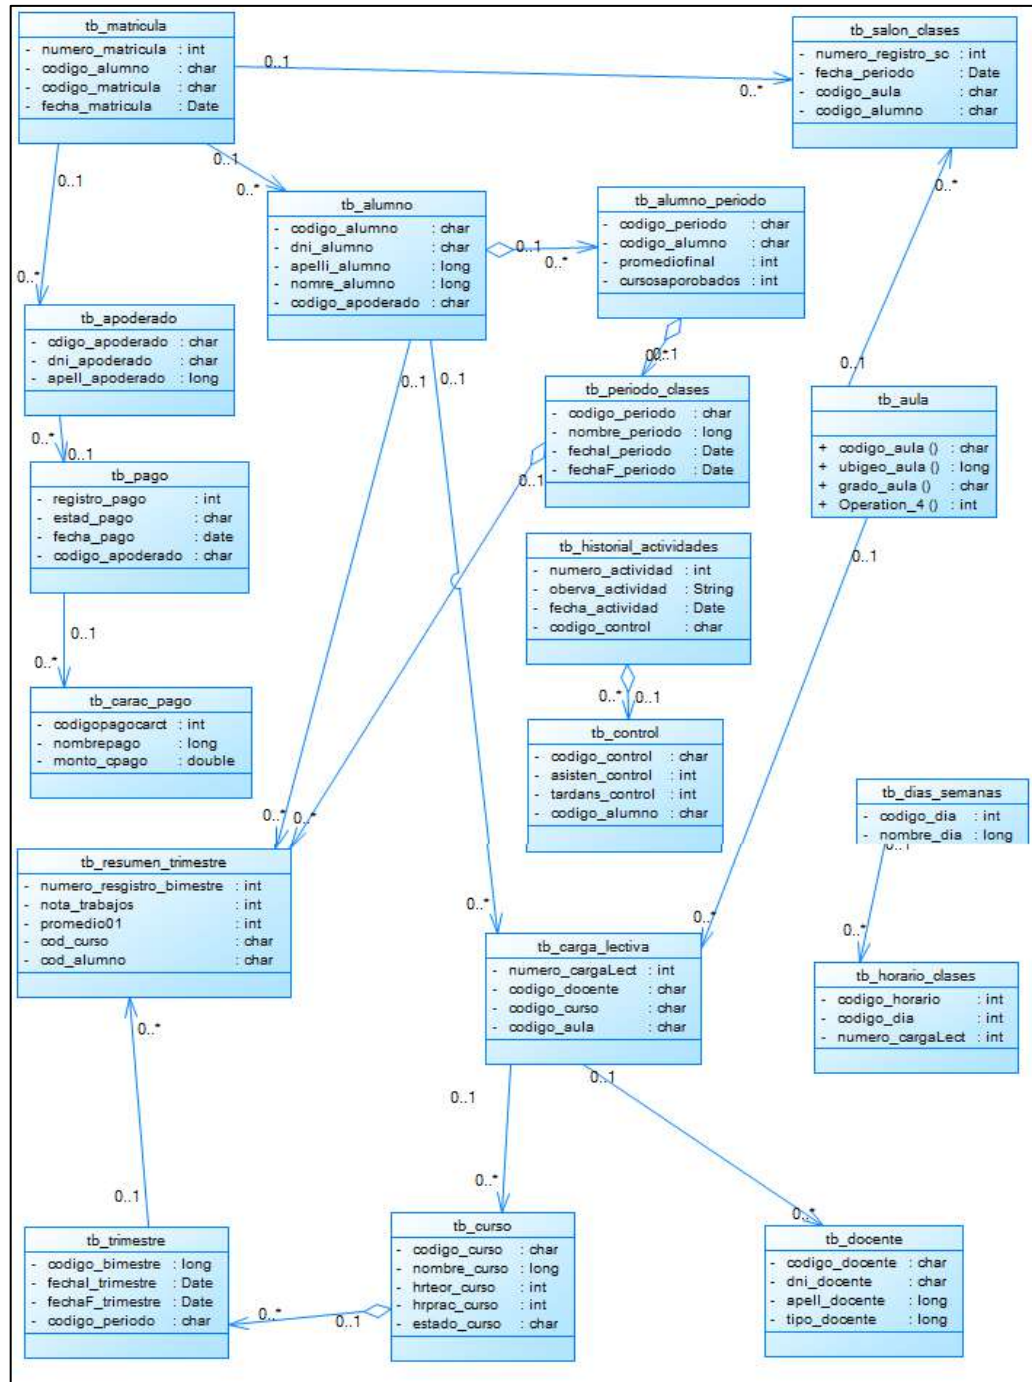 tb_matricula
- numero_matricula : int
- codigo_alumno : char
- codigo_matricula : char
- fecha_matricula : Date
tb_salon_clases
- numero_registro_sc : int
- fecha_periodo : Date
- codigo_aula : char
- codigo_alumno : char
0..1
0..*
0..1
0..*
0..1
0..*
tb_alumno
- codigo_alumno : char
- dni_alumno : char
- apelli_alumno : long
- nomre_alumno : long
- codigo_apoderado : char
0..1
0..*
tb_alumno_periodo
- codigo_periodo : char
- codigo_alumno : char
- promediofinal : int
- cursosaporobados : int
0..*
0..1
tb_apoderado
- cdigo_apoderado : char
- dni_apoderado : char
- apell_apoderado : long
0..*
0..1
0..1
0..1
0..*
0..1
tb_periodo_clases
- codigo_periodo : char
- nombre_periodo : long
- fechaI_periodo : Date
- fechaF_periodo : Date
0..1
tb_aula
+ codigo_aula () : char
+ ubigeo_aula () : long
+ grado_aula () : char
+ Operation_4 () : int
0..1
tb_pago
- registro_pago : int
- estad_pago : char
- fecha_pago : date
- codigo_apoderado : char
0..1
0..*
tb_historial_actividades
- numero_actividad : int
- oberva_actividad : String
- fecha_actividad : Date
- codigo_control : char
0..*
0..1
tb_carac_pago
- codigopagocarct : int
- nombrepago : long
- monto_cpago : double
tb_control
- codigo_control : char
- asisten_control : int
- tardans_control : int
- codigo_alumno : char
tb_dias_semanas
- codigo_dia : int
- nombre_dia : long
0..1
0..*
0..*
0..*
tb_resumen_trimestre
- numero_resgistro_bimestre : int
- nota_trabajos : int
- promedio01 : int
- cod_curso : char
- cod_alumno : char
0..*
0..*
0..*
tb_carga_lectiva
- numero_cargaLect : int
- codigo_docente : char
- codigo_curso : char
- codigo_aula : char
tb_horario_clases
- codigo_horario : int
- codigo_dia : int
- numero_cargaLect : int
0..1
0..1
0..*
0..1
0..*
tb_trimestre
- codigo_bimestre : long
- fechaI_trimestre : Date
- fechaF_trimestre : Date
- codigo_periodo : char
0..*
0..1
tb_curso
- codigo_curso : char
- nombre_curso : long
- hrteor_curso : int
- hrprac_curso : int
- estado_curso : char
0..*
tb_docente
- codigo_docente : char
- dni_docente : char
- apell_docente : long
- tipo_docente : long